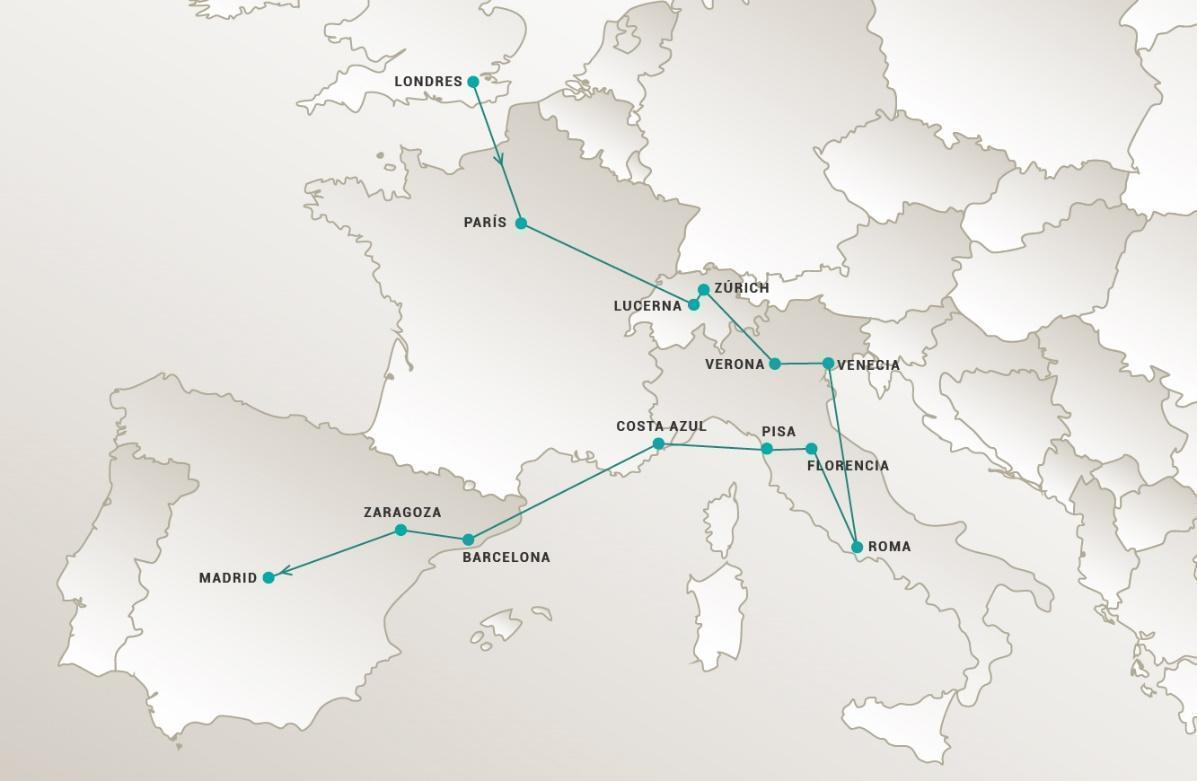 LONDRES
PARÍS
ZÚRICH
LUCERNA
VERONA
VENECIA
COSTA AZUL
PISA
FLORENCIA
ZARAGOZA
ROMA
BARCELONA
MADRID